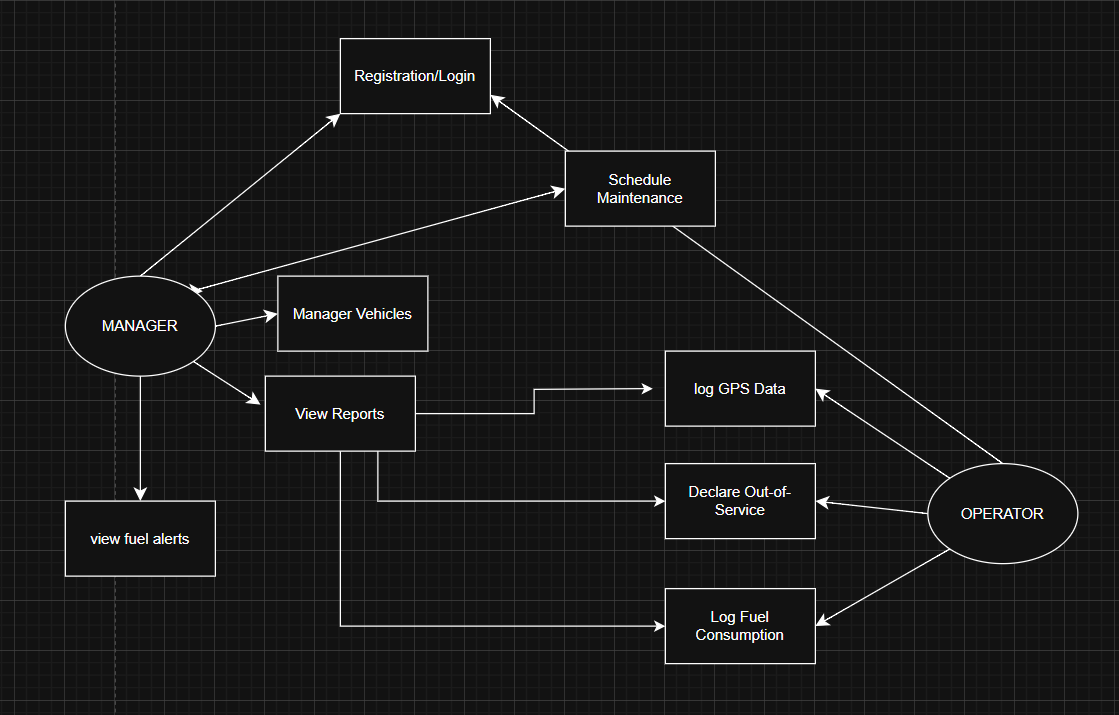 Registration/Login
Schedule
Maintenance
Manager Vehicles
MANAGER
View Reports
log GPS Data
Declare Out-of-
Service
OPERATOR
view fuel alerts
Log Fuel
Consumption